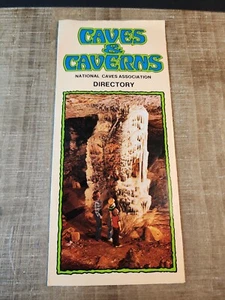 CAVES
&
CAVERNS
NATIONAL CAVES ASSOCIATION
DIRECTORY